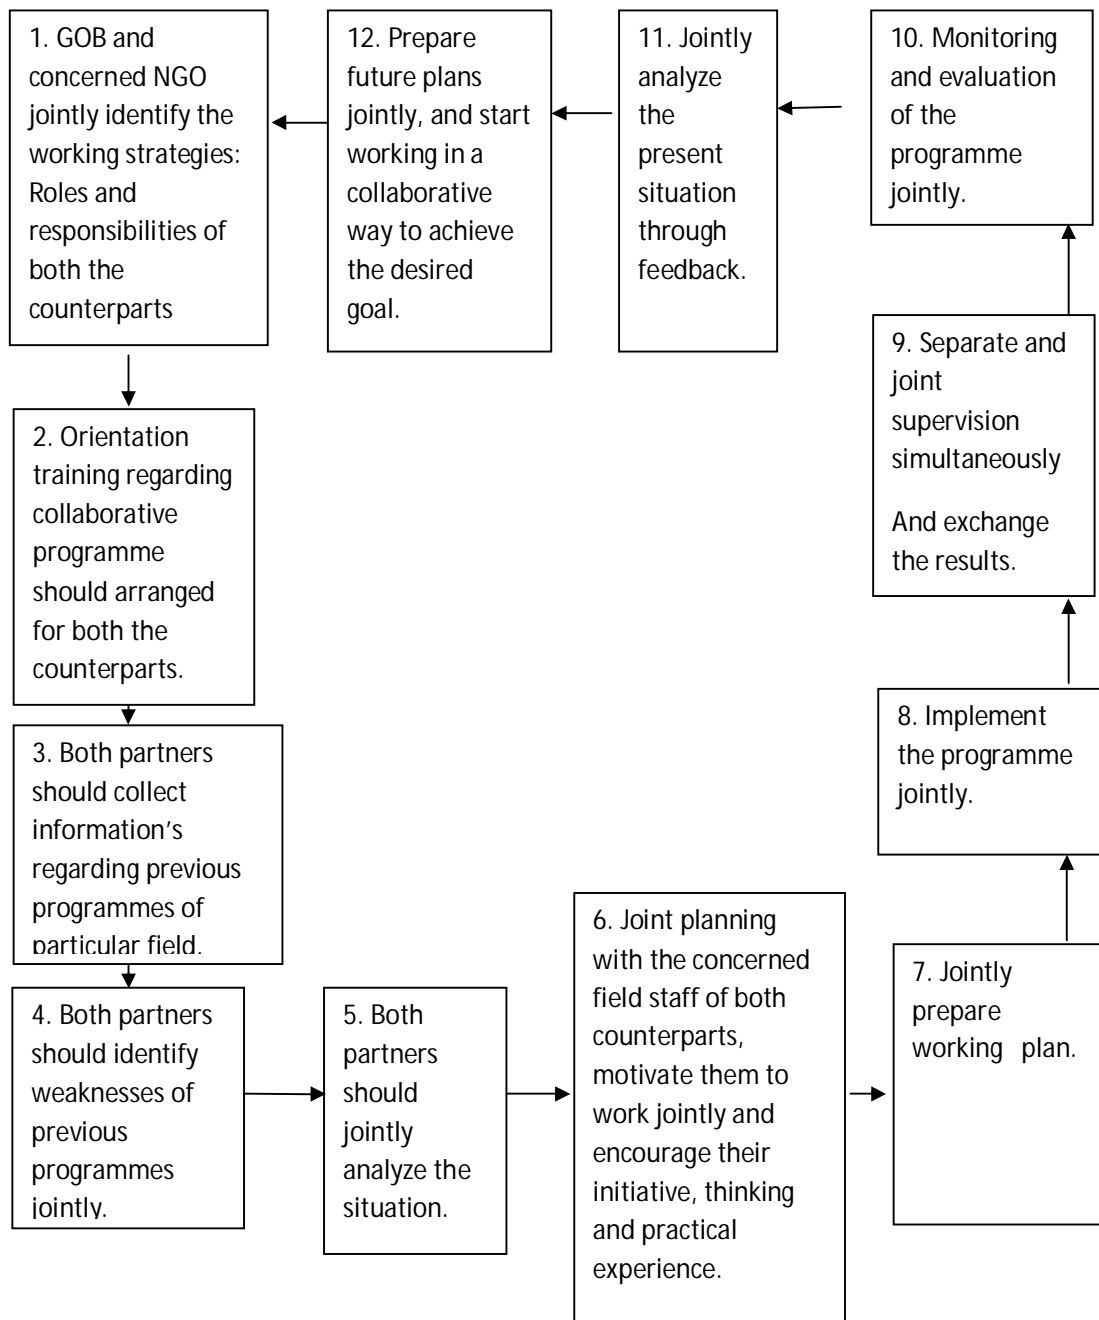 1. GOB and
concerned NGO
jointly identify the
working strategies:
Roles and
responsibilities of
both the
counterparts
12. Prepare
future plans
jointly, and start
working in a
collaborative
way to achieve
the desired
goal.
11. Jointly
analyze
the
present
situation
through
feedback.
10. Monitoring
and evaluation
of the
programme
jointly.
9. Separate and
joint
supervision
simultaneously
And exchange
the results.
2. Orientation
training regarding
collaborative
programme
should arranged
for both the
counterparts.
3. Both partners
should collect
information's
regarding previous
programmes of
particular field.
8. Implement
the programme
jointly.
4. Both partners
should identify
weaknesses of
previous
programmes
jointly.
5. Both
partners
should
jointly
analyze the
situation.
6. Joint planning
with the concerned
field staff of both
counterparts,
motivate them to
work jointly and
encourage their
initiative, thinking
and practical
experience.
7. Jointly
prepare
working plan.